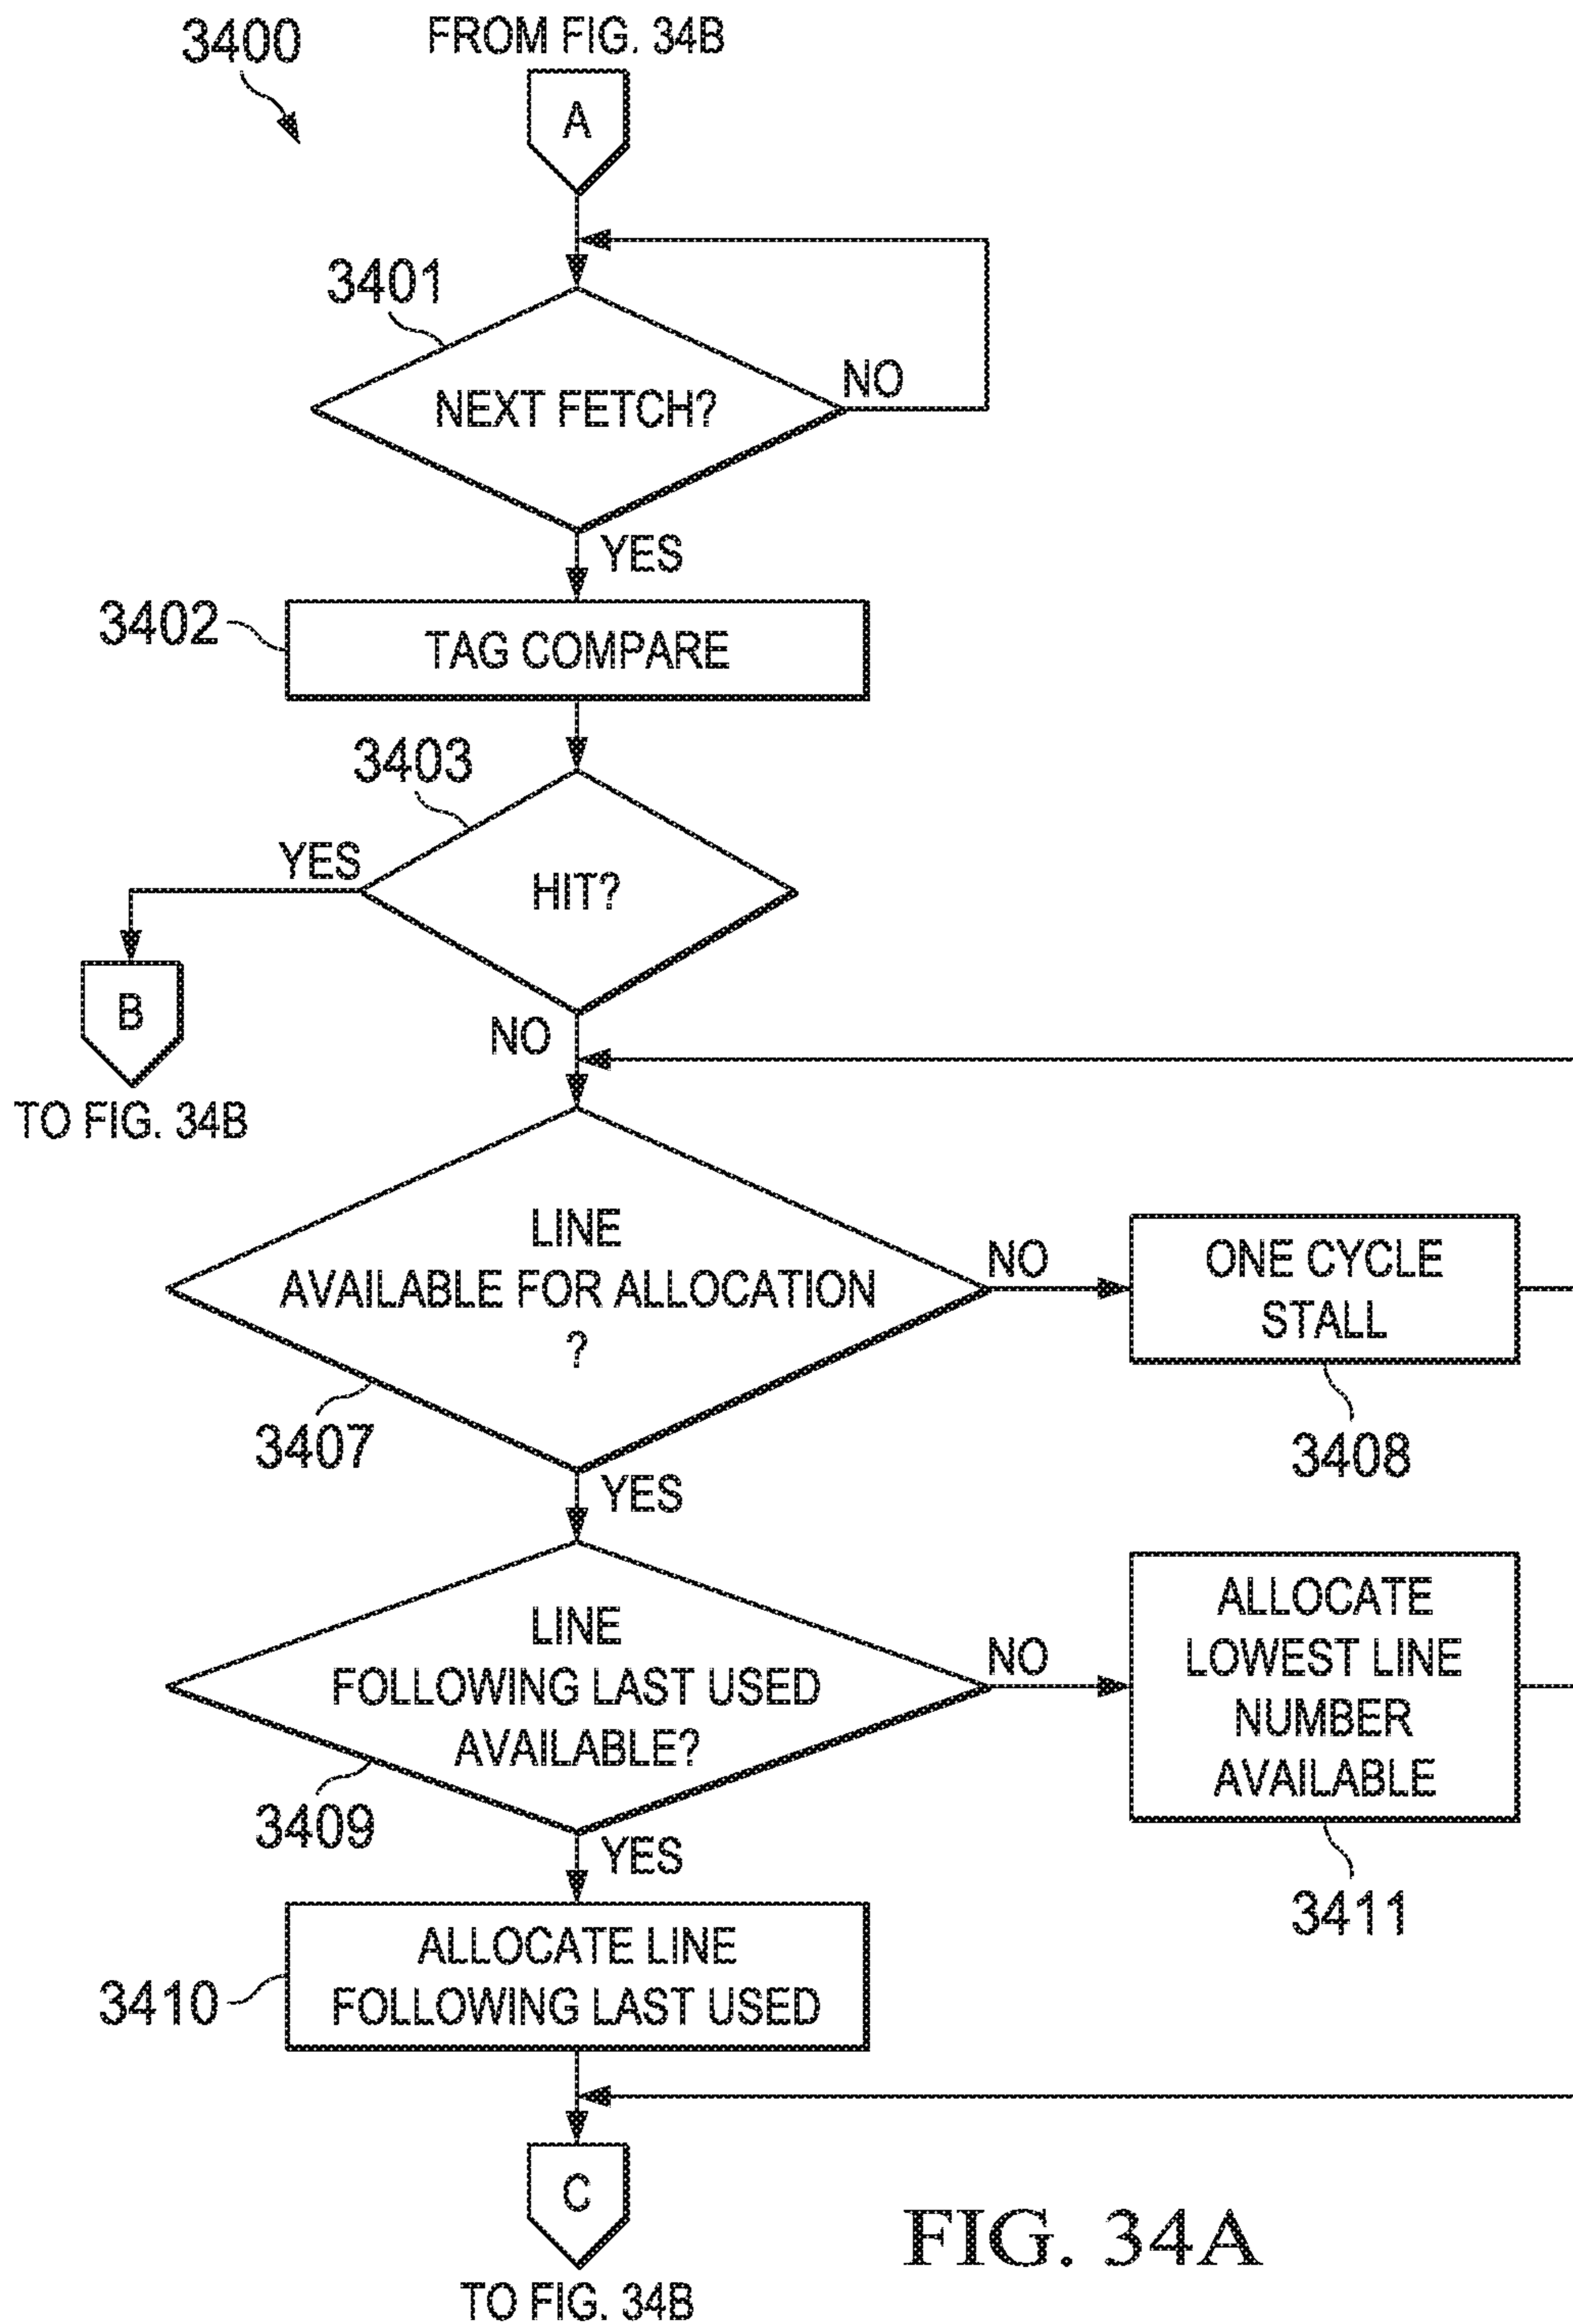 3400
FROM FIG. 34B
A
3401
NEXT FETCH?
NO
YES
3402
TAG COMPARE
3403
YES
HIT?
B
NO
TO FIG. 34B
LINE
AVAILABLE FOR ALLOCATION
?
NO
ONE CYCLE
STALL
3407
3408
YES
LINE
FOLLOWING LAST USED
AVAILABLE?
NO
ALLOCATE
LOWEST LINE
NUMBER
AVAILABLE
3409
YES
3411
3410
ALLOCATE LINE
FOLLOWING LAST USED
C
TO FIG. 34B
FIG. 34A